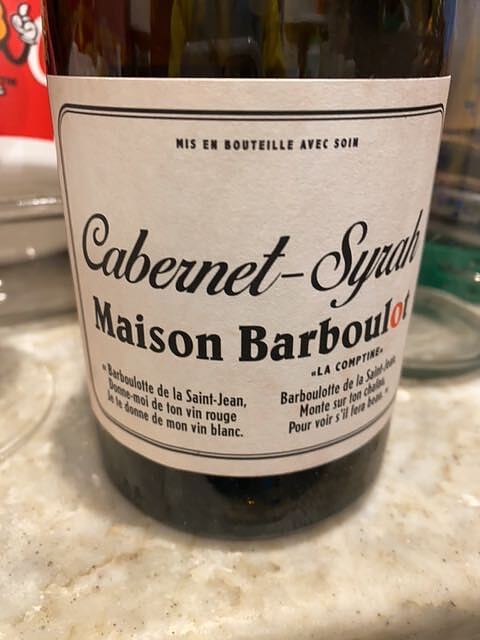 MIS EN BOUTEILLE AVEC SOIN
Cabernet-Syrah
Maison Barboulot
«LA COMPTINE»
« Barboulotte de la Saint-Jean,
Donne-moi de ton vin rouge
Je te donne de mon vin blanc.
Barboulotte de la Saint-Jean,
Monte sur ton chalme,
Pour voir s'il fera beau. »